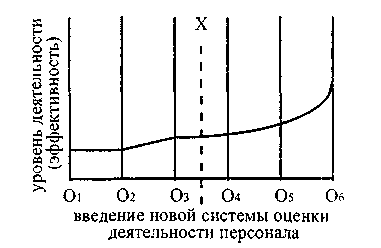 X
уровень деятельности
(эффективность)
O1 O2 O3 O4 O5 O6
введение новой системы оценки
деятельности персонала